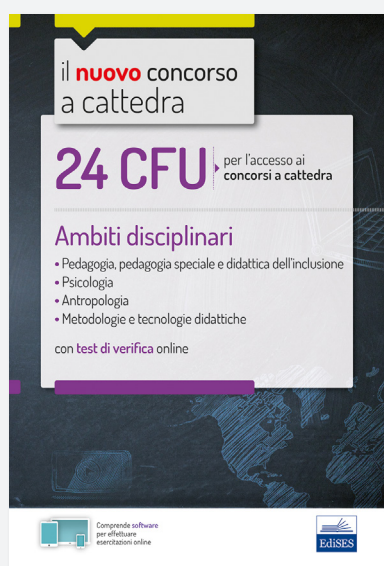 il nuovo concorso
a cattedra
24 CFU
per l'accesso ai
concorsi a cattedra
Ambiti disciplinari
• Pedagogia, pedagogia speciale e didattica dell'inclusione
• Psicologia
• Antropologia
• Metodologie e tecnologie didattiche
con test di verifica online
Comprende software
per effettuare
esercitazioni online
EdiSES